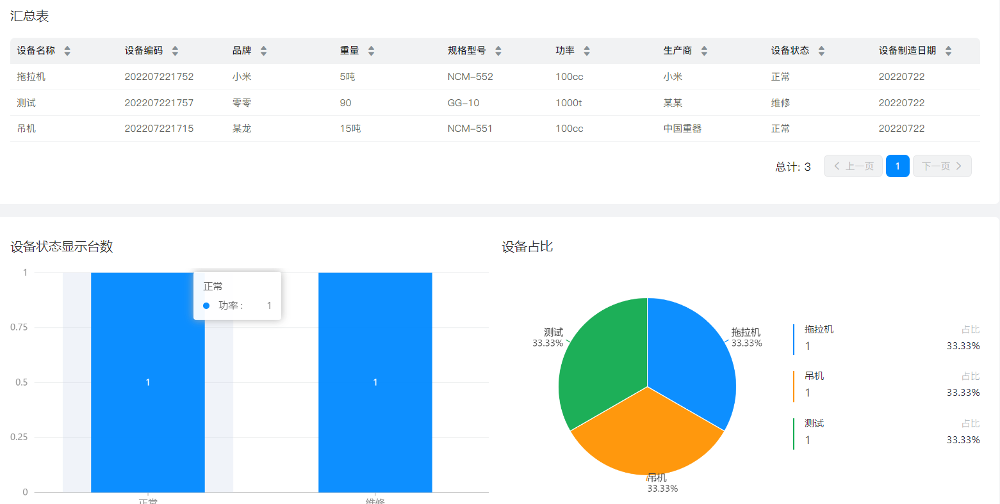 汇总表
设备名称 设备编码 品牌 重量 规格型号 功率 生产商 设备状态 设备制造日期
拖拉机 202207221752 小米 5吨 NCM-552 100cc 小米 正常 20220722
测试 202207221757 零零 90 GG-10 1000t 某某 维修 20220722
吊机 202207221715 某龙 15吨 NCM-551 100cc 中国重器 正常 20220722
总计: 3 上一页 1 下一页
设备状态显示台数
1
0.75
0.5
0.25
0
正常
功率 : 1
1
1
正常
维修
设备占比
测试
33.33%
拖拉机
33.33%
吊机
33.33%
拖拉机 占比
1 33.33%
吊机 占比
1 33.33%
测试 占比
1 33.33%